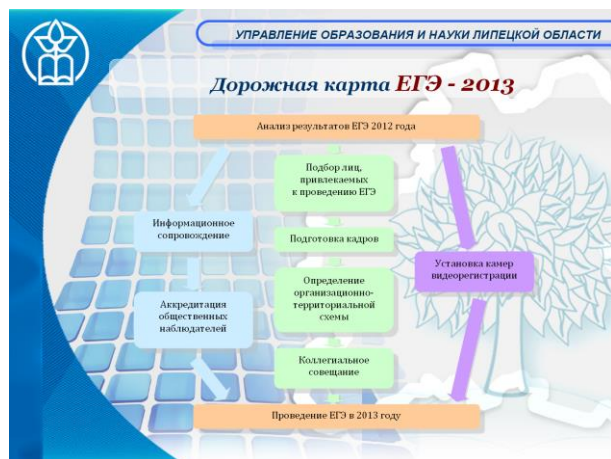 УПРАВЛЕНИЕ ОБРАЗОВАНИЯ И НАУКИ ЛИПЕЦКОЙ ОБЛАСТИ
Дорожная карта ЕГЭ - 2013
Анализ результатов ЕГЭ 2012 года
Подбор лиц,
привлекаемых
к проведению ЕГЭ
Информационное
сопровождение
Подготовка кадров
Установка камер
видеорегистрации
Определение
организационно-
территориальной
схемы
Аккредитация
общественных
наблюдателей
Коллегиальное
совещание
Проведение ЕГЭ в 2013 году